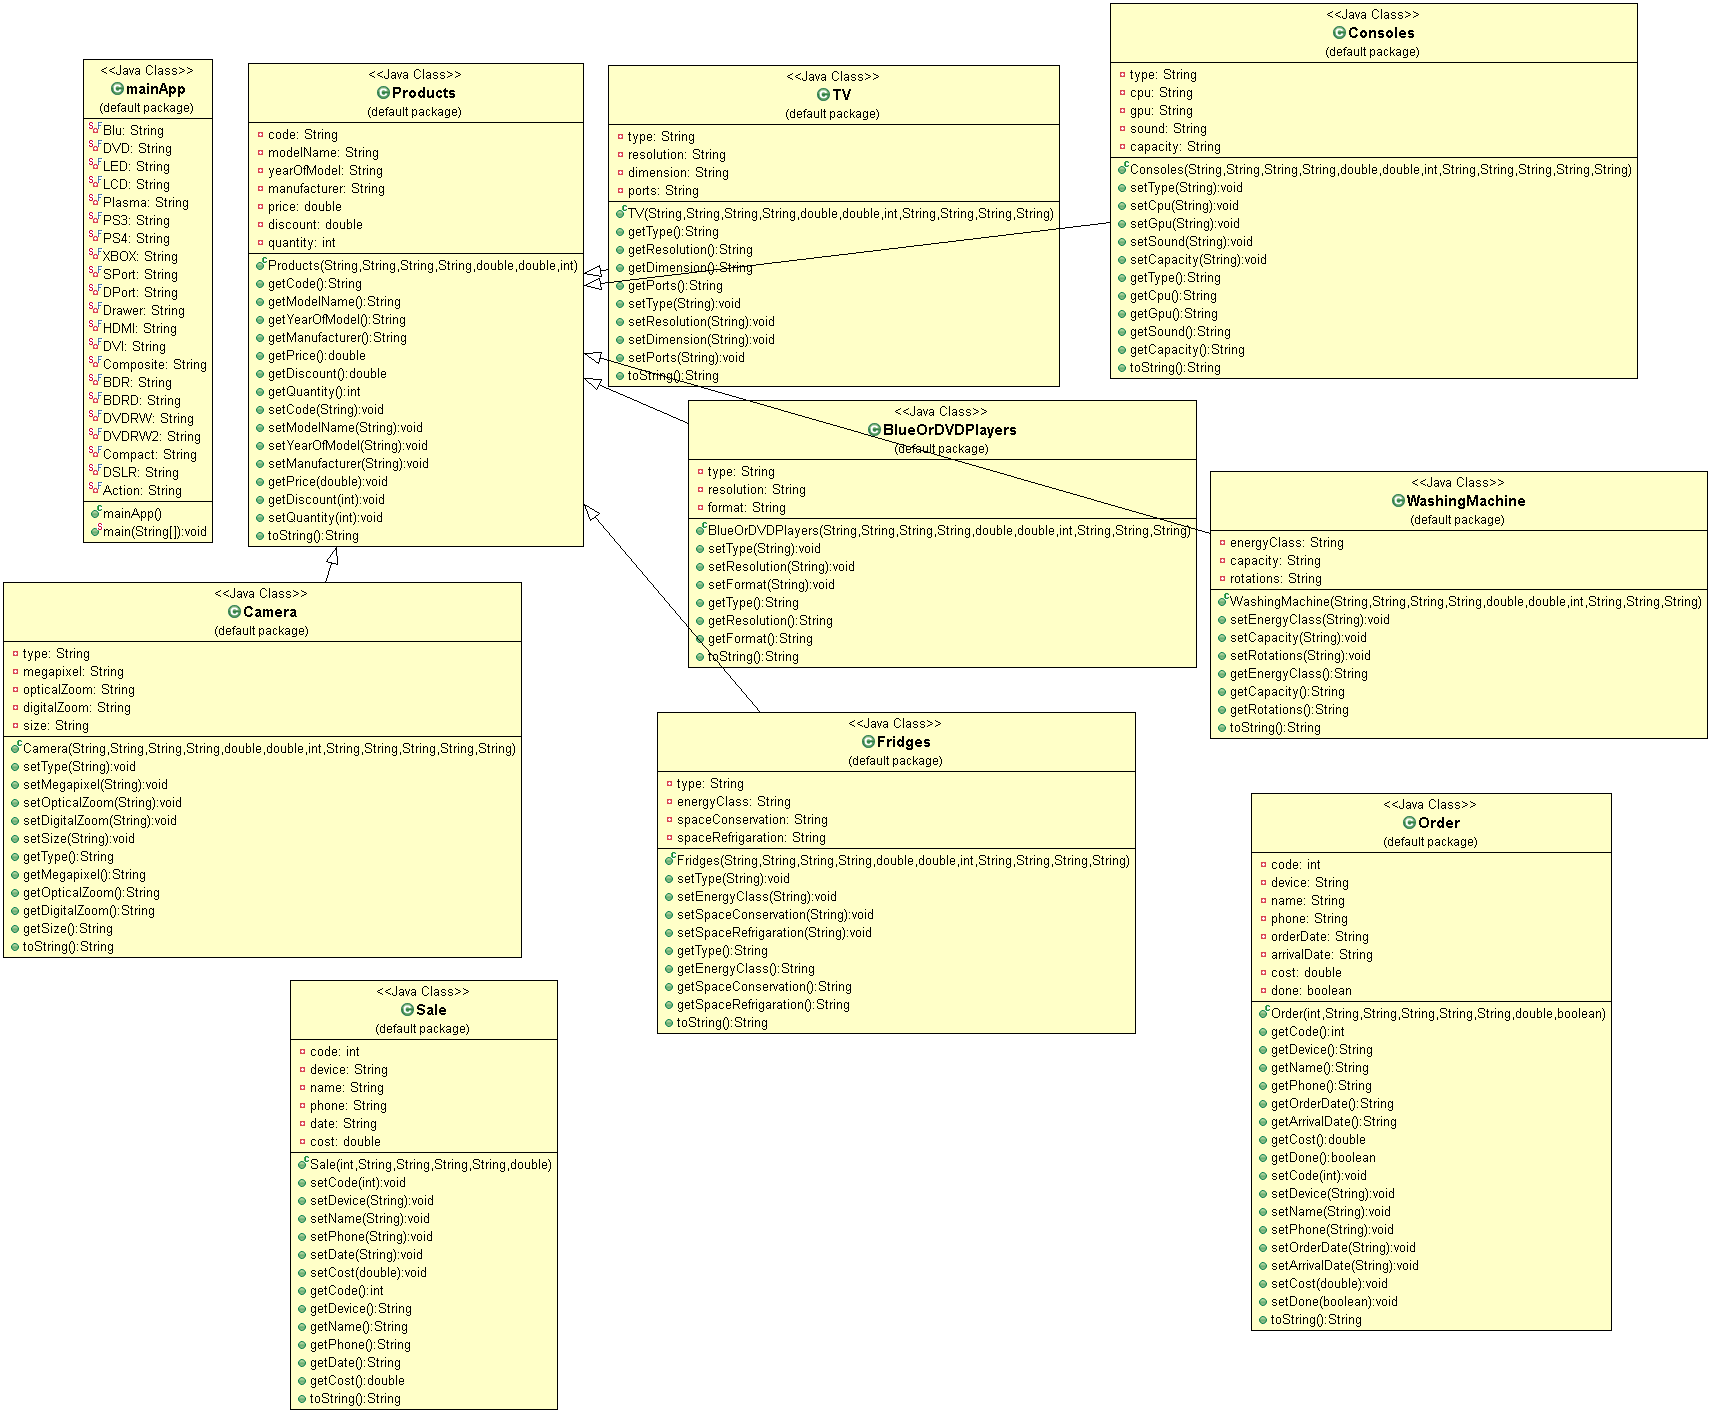 <<Java Class>>
mainApp
(default package)
Blu: String
DVD: String
LED: String
LCD: String
Plasma: String
PS3: String
PS4: String
XBOX: String
SPort: String
DPort: String
Drawer: String
HDMI: String
DVI: String
Composite: String
BDR: String
BDRD: String
DVDRW: String
DVDRW2: String
Compact: String
DSLR: String
Action: String
mainApp()
main(String[]):void
<<Java Class>>
Products
(default package)
code: String
modelName: String
yearOfModel: String
manufacturer: String
price: double
discount: double
quantity: int
Products(String,String,String,String,double,double,int)
getCode():String
getModelName():String
getYearOfModel():String
getManufacturer():String
getPrice():double
getDiscount():double
getQuantity():int
setCode(String):void
setModelName(String):void
setYearOfModel(String):void
setManufacturer(String):void
getPrice(double):void
getDiscount(int):void
setQuantity(int):void
toString():String
<<Java Class>>
TV
(default package)
type: String
resolution: String
dimension: String
ports: String
TV(String,String,String,String,double,double,int,String,String,String,String)
getType():String
getResolution():String
getDimension():String
getPorts():String
setType(String):void
setResolution(String):void
setDimension(String):void
setPorts(String):void
toString():String
<<Java Class>>
Consoles
(default package)
type: String
cpu: String
gpu: String
sound: String
capacity: String
Consoles(String,String,String,String,double,double,int,String,String,String,String,String)
setType(String):void
setCpu(String):void
setGpu(String):void
setSound(String):void
setCapacity(String):void
getType():String
getCpu():String
getGpu():String
getSound():String
getCapacity():String
toString():String
<<Java Class>>
BlueOrDVDPlayers
(default package)
type: String
resolution: String
format: String
BlueOrDVDPlayers(String,String,String,String,double,double,int,String,String,String)
setType(String):void
setResolution(String):void
setFormat(String):void
getType():String
getResolution():String
getFormat():String
toString():String
<<Java Class>>
WashingMachine
(default package)
energyClass: String
capacity: String
rotations: String
WashingMachine(String,String,String,String,double,double,int,String,String,String)
setEnergyClass(String):void
setCapacity(String):void
setRotations(String):void
getEnergyClass():String
getCapacity():String
getRotations():String
toString():String
<<Java Class>>
Camera
(default package)
type: String
megapixel: String
opticalZoom: String
digitalZoom: String
size: String
Camera(String,String,String,String,double,double,int,String,String,String,String,String)
setType(String):void
setMegapixel(String):void
setOpticalZoom(String):void
setDigitalZoom(String):void
setSize(String):void
getType():String
getMegapixel():String
getOpticalZoom():String
getDigitalZoom():String
getSize():String
toString():String
<<Java Class>>
Fridges
(default package)
type: String
energyClass: String
spaceConservation: String
spaceRefrigaration: String
Fridges(String,String,String,String,double,double,int,String,String,String,String)
setType(String):void
setEnergyClass(String):void
setSpaceConservation(String):void
setSpaceRefrigaration(String):void
getType():String
getEnergyClass():String
getSpaceConservation():String
getSpaceRefrigaration():String
toString():String
<<Java Class>>
Order
(default package)
code: int
device: String
name: String
phone: String
orderDate: String
arrivalDate: String
cost: double
done: boolean
Order(int,String,String,String,String,String,double,boolean)
getCode():int
getDevice():String
getName():String
getPhone():String
getOrderDate():String
getArrivalDate():String
getCost():double
getDone():boolean
setCode(int):void
setDevice(String):void
setName(String):void
setPhone(String):void
setOrderDate(String):void
setArrivalDate(String):void
setCost(double):void
setDone(boolean):void
toString():String
<<Java Class>>
Sale
(default package)
code: int
device: String
name: String
phone: String
date: String
cost: double
Sale(int,String,String,String,String,double)
setCode(int):void
setDevice(String):void
setName(String):void
setPhone(String):void
setDate(String):void
setCost(double):void
getCode():int
getDevice():String
getName():String
getPhone():String
getDate():String
getCost():double
toString():String